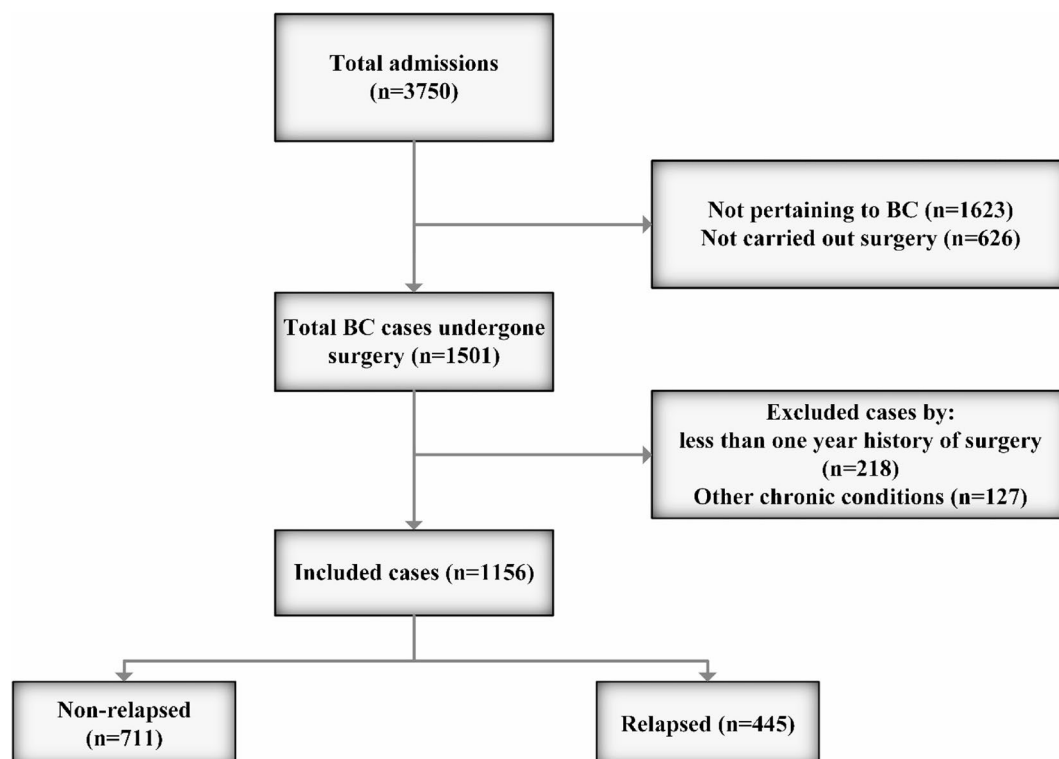 Total admissions
(n=3750)
Not pertaining to BC (n=1623)
Not carried out surgery (n=626)
Total BC cases undergone
surgery (n=1501)
Excluded cases by:
less than one year history of surgery
(n=218)
Other chronic conditions (n=127)
Included cases (n=1156)
Non-relapsed
(n=711)
Relapsed (n=445)